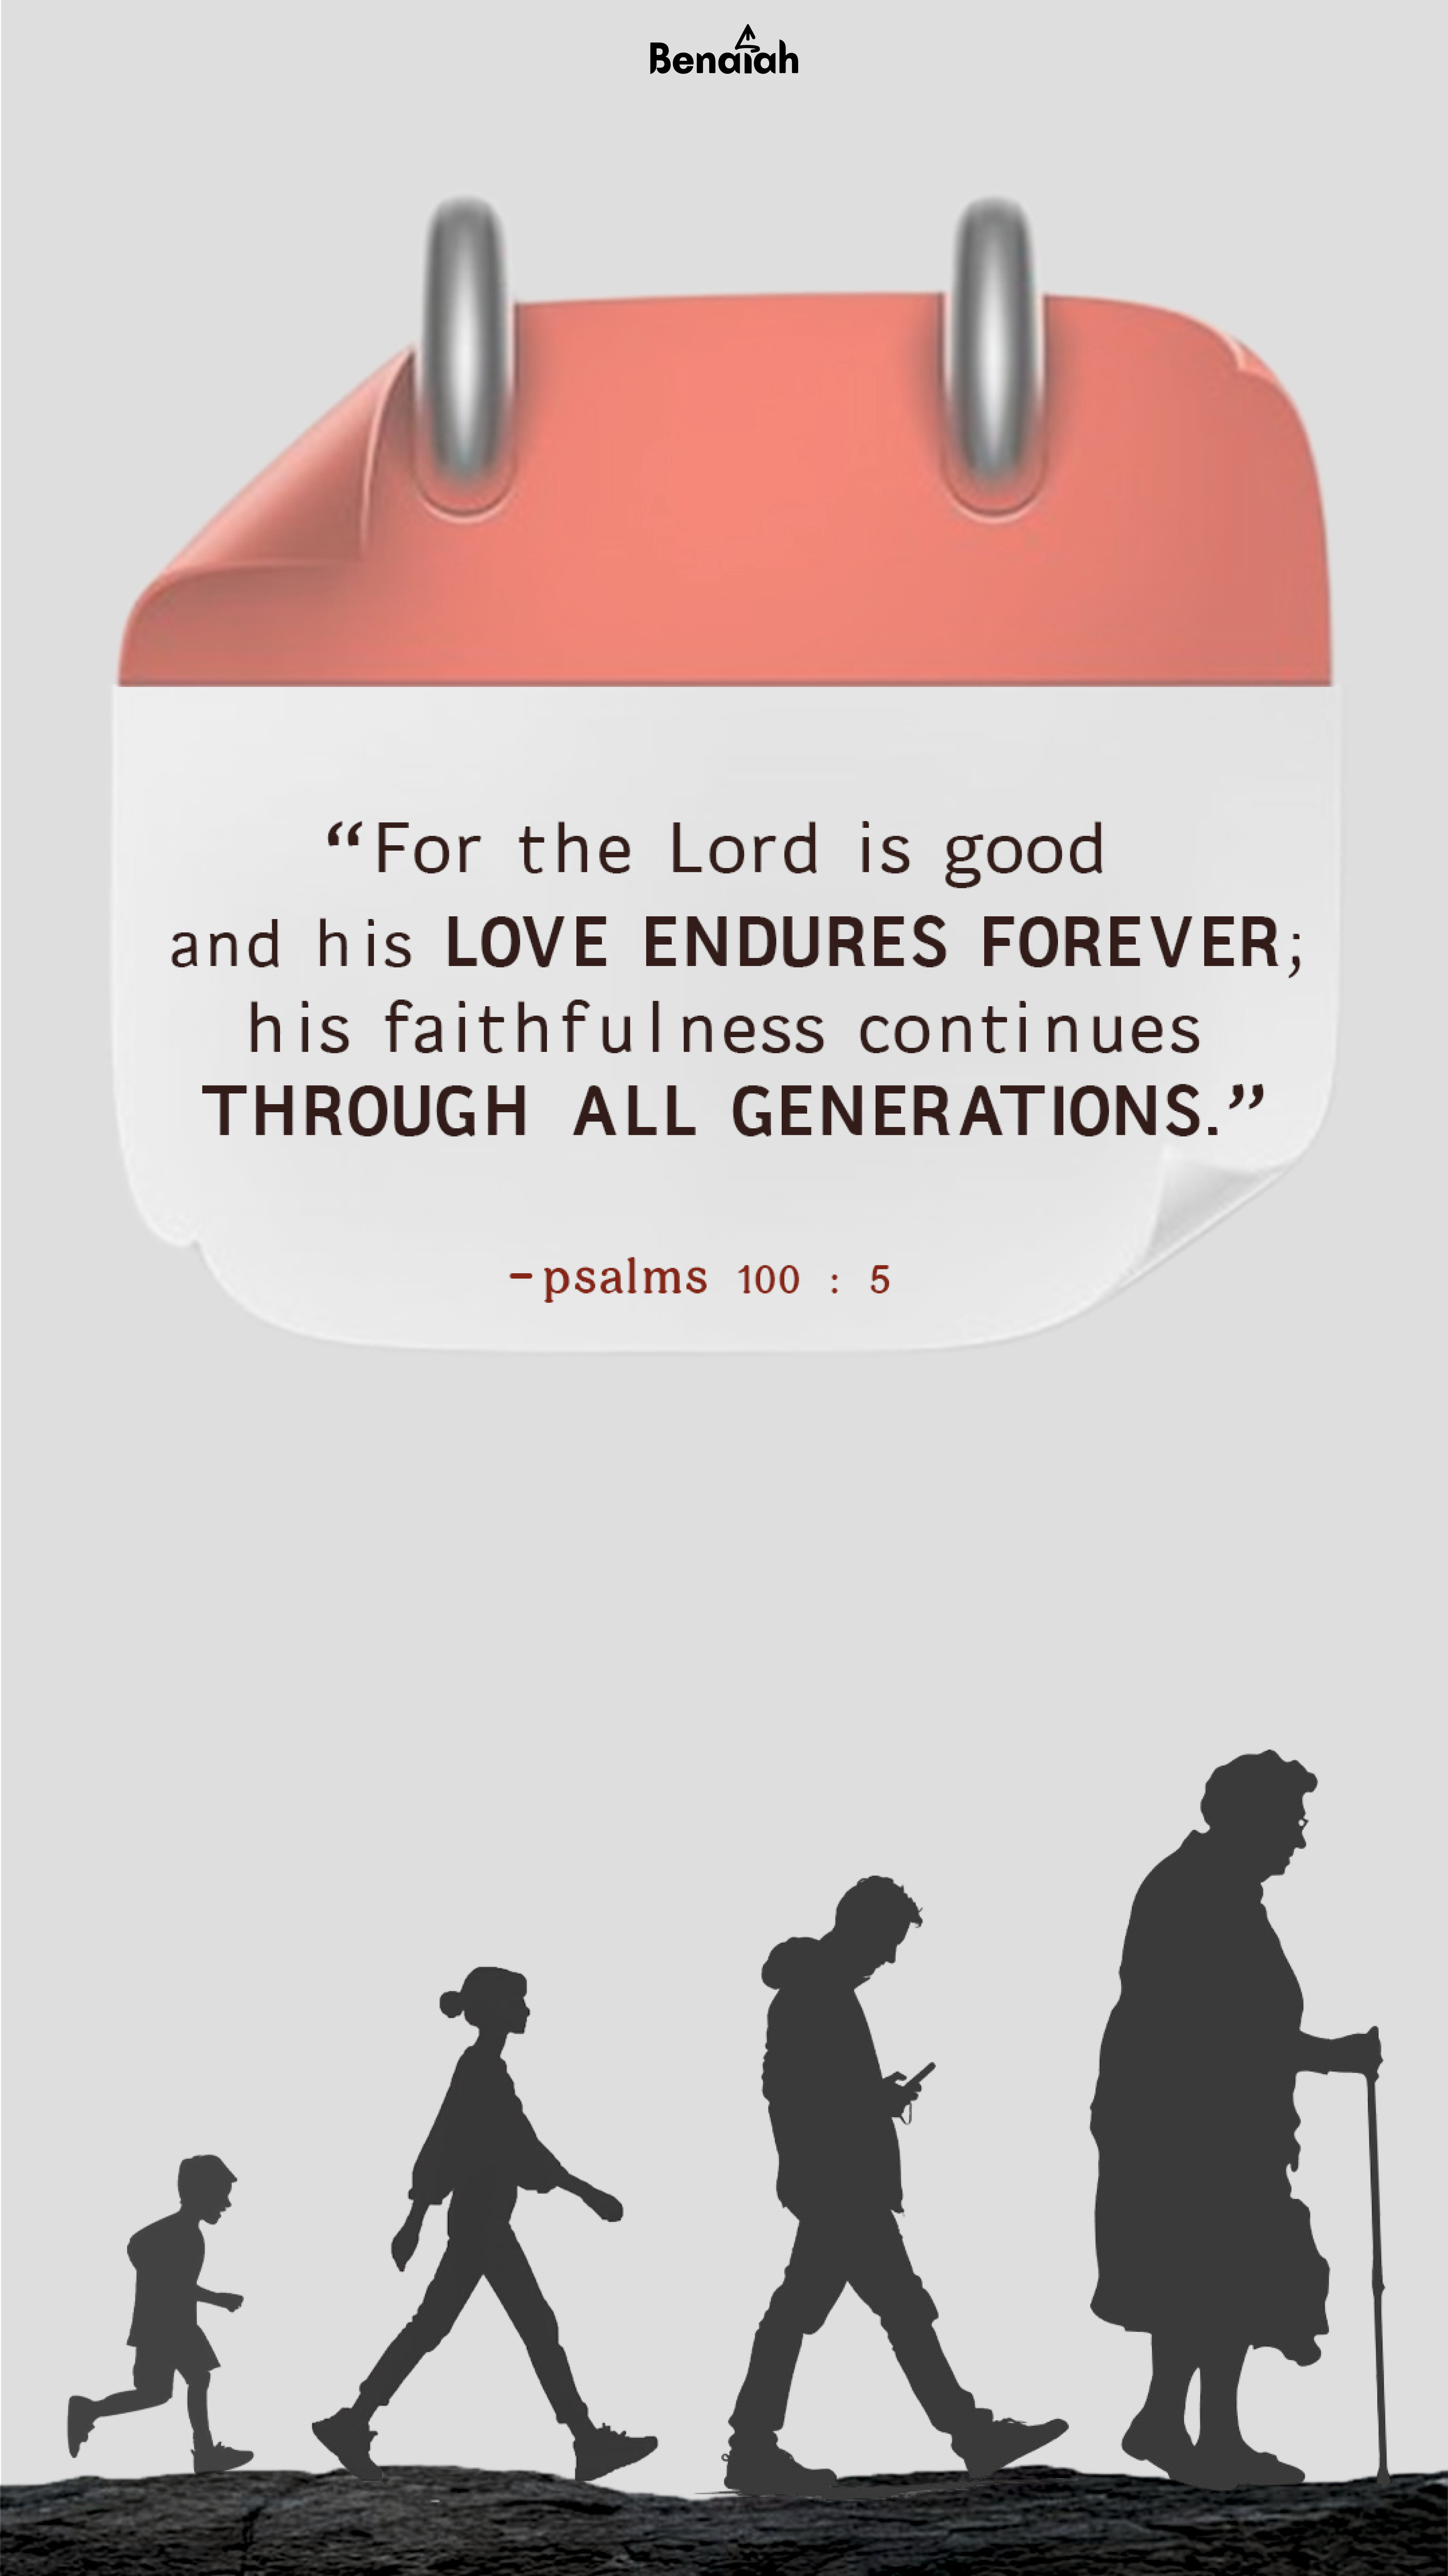 Benaiah
“For the Lord is good
and his LOVE ENDURES FOREVER;
his faithfulness continues
THROUGH ALL GENERATIONS.”
-psalms 100 : 5